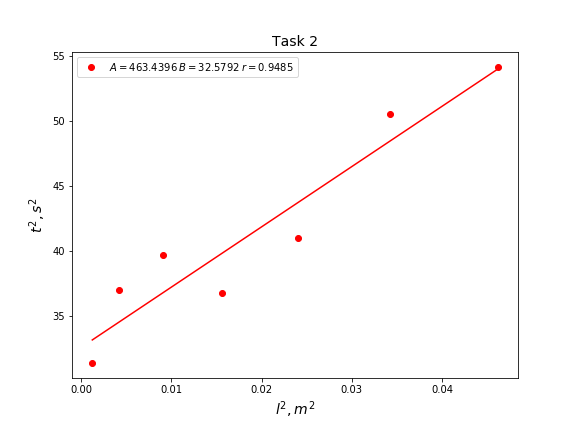 Task 2
A = 463.4396 B = 32.5792 r = 0.9485
55
50
45
40
35
t², s²
0.00 0.01 0.02 0.03 0.04
l², m²